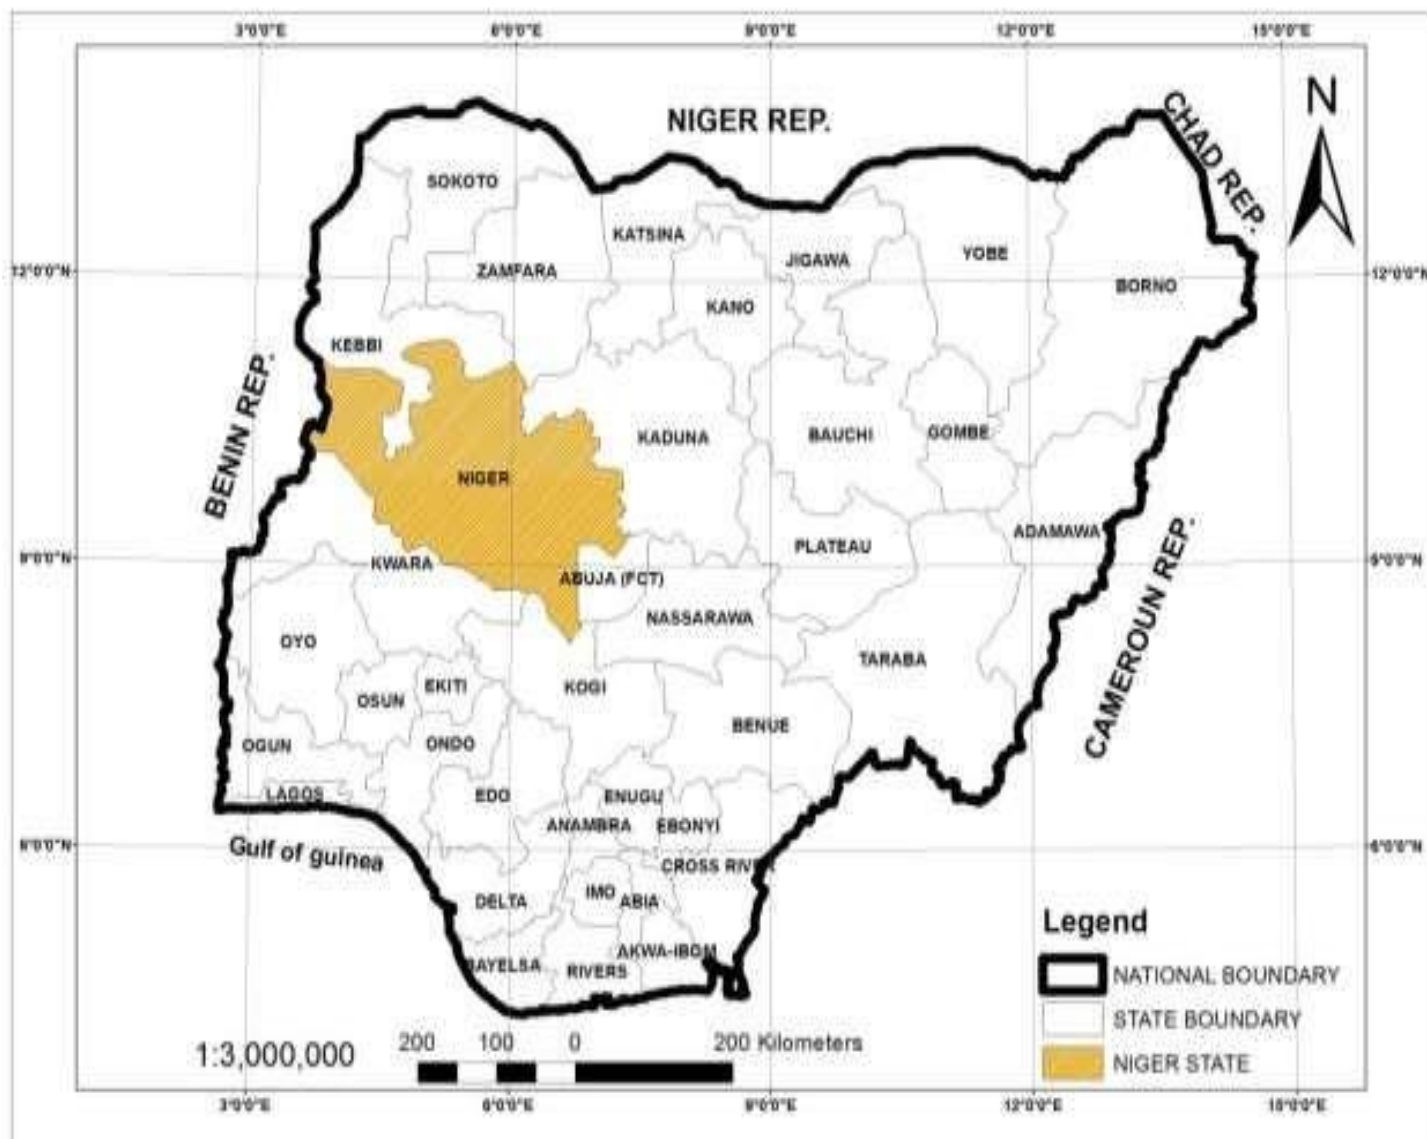 3°0'0"E 6°0'0"E 9°0'0"E 12°0'0"E 15°0'0"E
N
NIGER REP.
CHAD REP.
SOKOTO
KATSINA
YOBE
JIGAWA
ZAMFARA
12°0'0"N 12°0'0"N
BORNO
KANO
KEBBI
BENIN REP.
KADUNA
BAUCHI
GOMBE
NIGER
ADAMAWA
PLATEAU
9°0'0"N 9°0'0"N
KWARA
ABUJA (FCT)
NASSARAWA
CAMEROUN REP.
OYO
TARABA
EKITI
KOGI
OSUN
BENUE
OGUN
ONDO
LAGOS
EDO
ENUGU
ANAMBRA
EBONYI
6°0'0"N 6°0'0"N
Gulf of guinea
CROSS RIVER
IMO
DELTA
ABIA
AKWA-IBOM
BAYELSA
RIVERS
Legend
NATIONAL BOUNDARY
STATE BOUNDARY
NIGER STATE
1:3,000,000
200 100 0 200 Kilometers
3°0'0"E 6°0'0"E 9°0'0"E 12°0'0"E 15°0'0"E